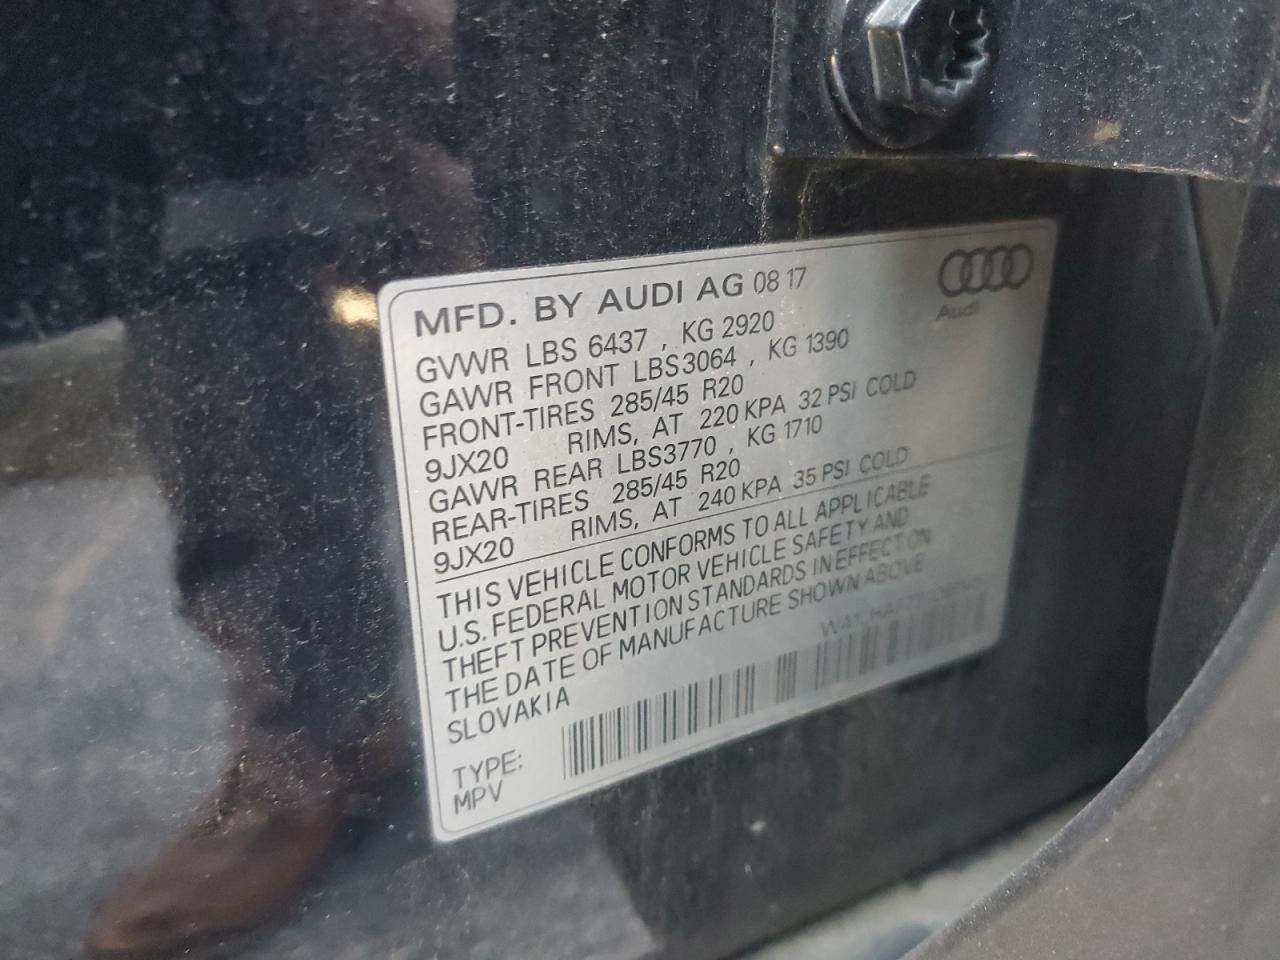 MFD. BY AUDI AG 08 17
GVWR LBS 6437 , KG 2920
GAWR FRONT LBS3064 , KG 1390
FRONT-TIRES 285/45 R20
9JX20 RIMS, AT 220 KPA 32 PSI COLD
GAWR REAR LBS3770 , KG 1710
REAR-TIRES 285/45 R20
9JX20 RIMS, AT 240 KPA 35 PSI COLD
THIS VEHICLE CONFORMS TO ALL APPLICABLE
U.S. FEDERAL MOTOR VEHICLE SAFETY AND
THEFT PREVENTION STANDARDS IN EFFECT ON
THE DATE OF MANUFACTURE SHOWN ABOVE
SLOVAKIA
TYPE:
MPV
Audi